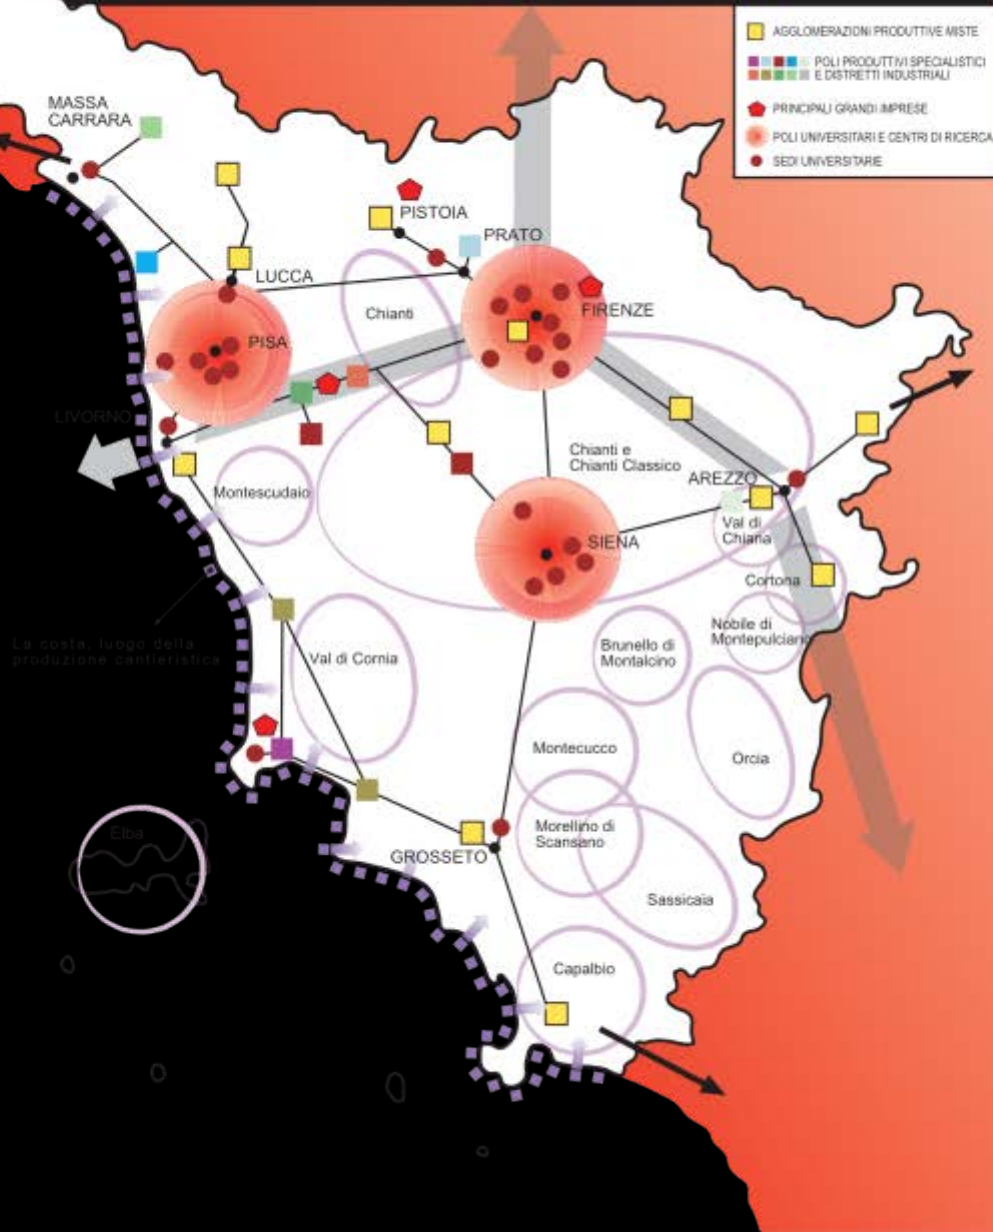 AGGLOMERAZIONI PRODUTTIVE MISTE
POLI PRODUTTIVI SPECIALISTICI
E DISTRETTI INDUSTRIALI
PRINCIPALI GRANDI IMPRESE
POLI UNIVERSITARI E CENTRI DI RICERCA
SEDI UNIVERSITARIE
MASSA
CARRARA
PISTOIA
PRATO
LUCCA
Chianti
FIRENZE
PISA
LIVORNO
Chianti e
Chianti Classico
AREZZO
Montescudaio
Val di
Chiana
SIENA
Cortona
La costa, luogo della
produzione cantieristica
Val di Cornia
Brunello di
Montalcino
Nobile di
Montepulciano
Montecucco
Orcia
Elba
Morellino di
Scansano
GROSSETO
Sassicaia
Capalbio